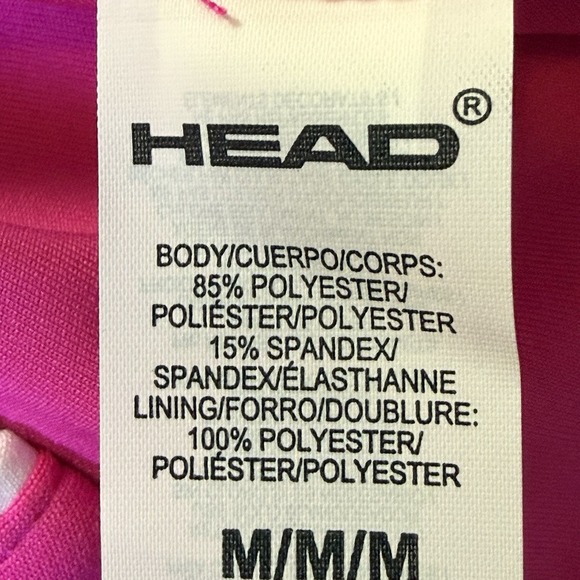 HEAD®
BODY/CUERPO/CORPS:
85% POLYESTER/
POLIÉSTER/POLYESTER
15% SPANDEX/
SPANDEX/ÉLASTHANNE
LINING/FORRO/DOUBLURE:
100% POLYESTER/
POLIÉSTER/POLYESTER
M/M/M